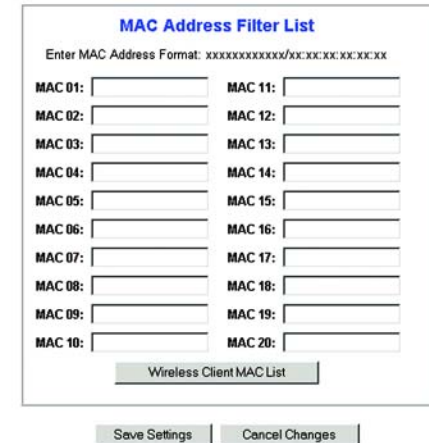 MAC Address Filter List
Enter MAC Address Format: xxxxxxxxxxxx/xx:xx:xx:xx:xx:xx
MAC 01: MAC 11:
MAC 02: MAC 12:
MAC 03: MAC 13:
MAC 04: MAC 14:
MAC 05: MAC 15:
MAC 06: MAC 16:
MAC 07: MAC 17:
MAC 08: MAC 18:
MAC 09: MAC 19:
MAC 10: MAC 20:
Wireless Client MAC List
Save Settings Cancel Changes